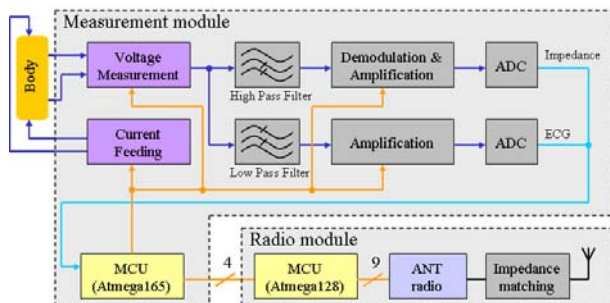 Measurement module
Body
Voltage
Measurement
High Pass Filter
Demodulation &
Amplification
ADC
Impedance
Current
Feeding
Low Pass Filter
Amplification
ADC
ECG
Radio module
MCU
(Atmega165)
4
MCU
(Atmega128)
9
ANT
radio
Impedance
matching